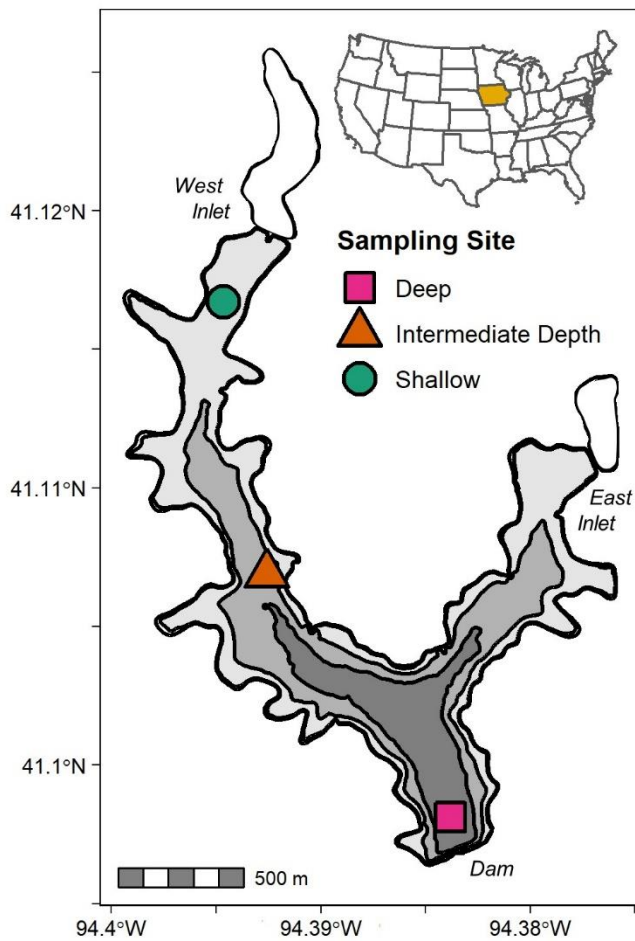 West
Inlet
41.12°N
Sampling Site
Deep
Intermediate Depth
Shallow
41.11°N
East
Inlet
41.1°N
500 m
Dam
94.4°W
94.39°W
94.38°W